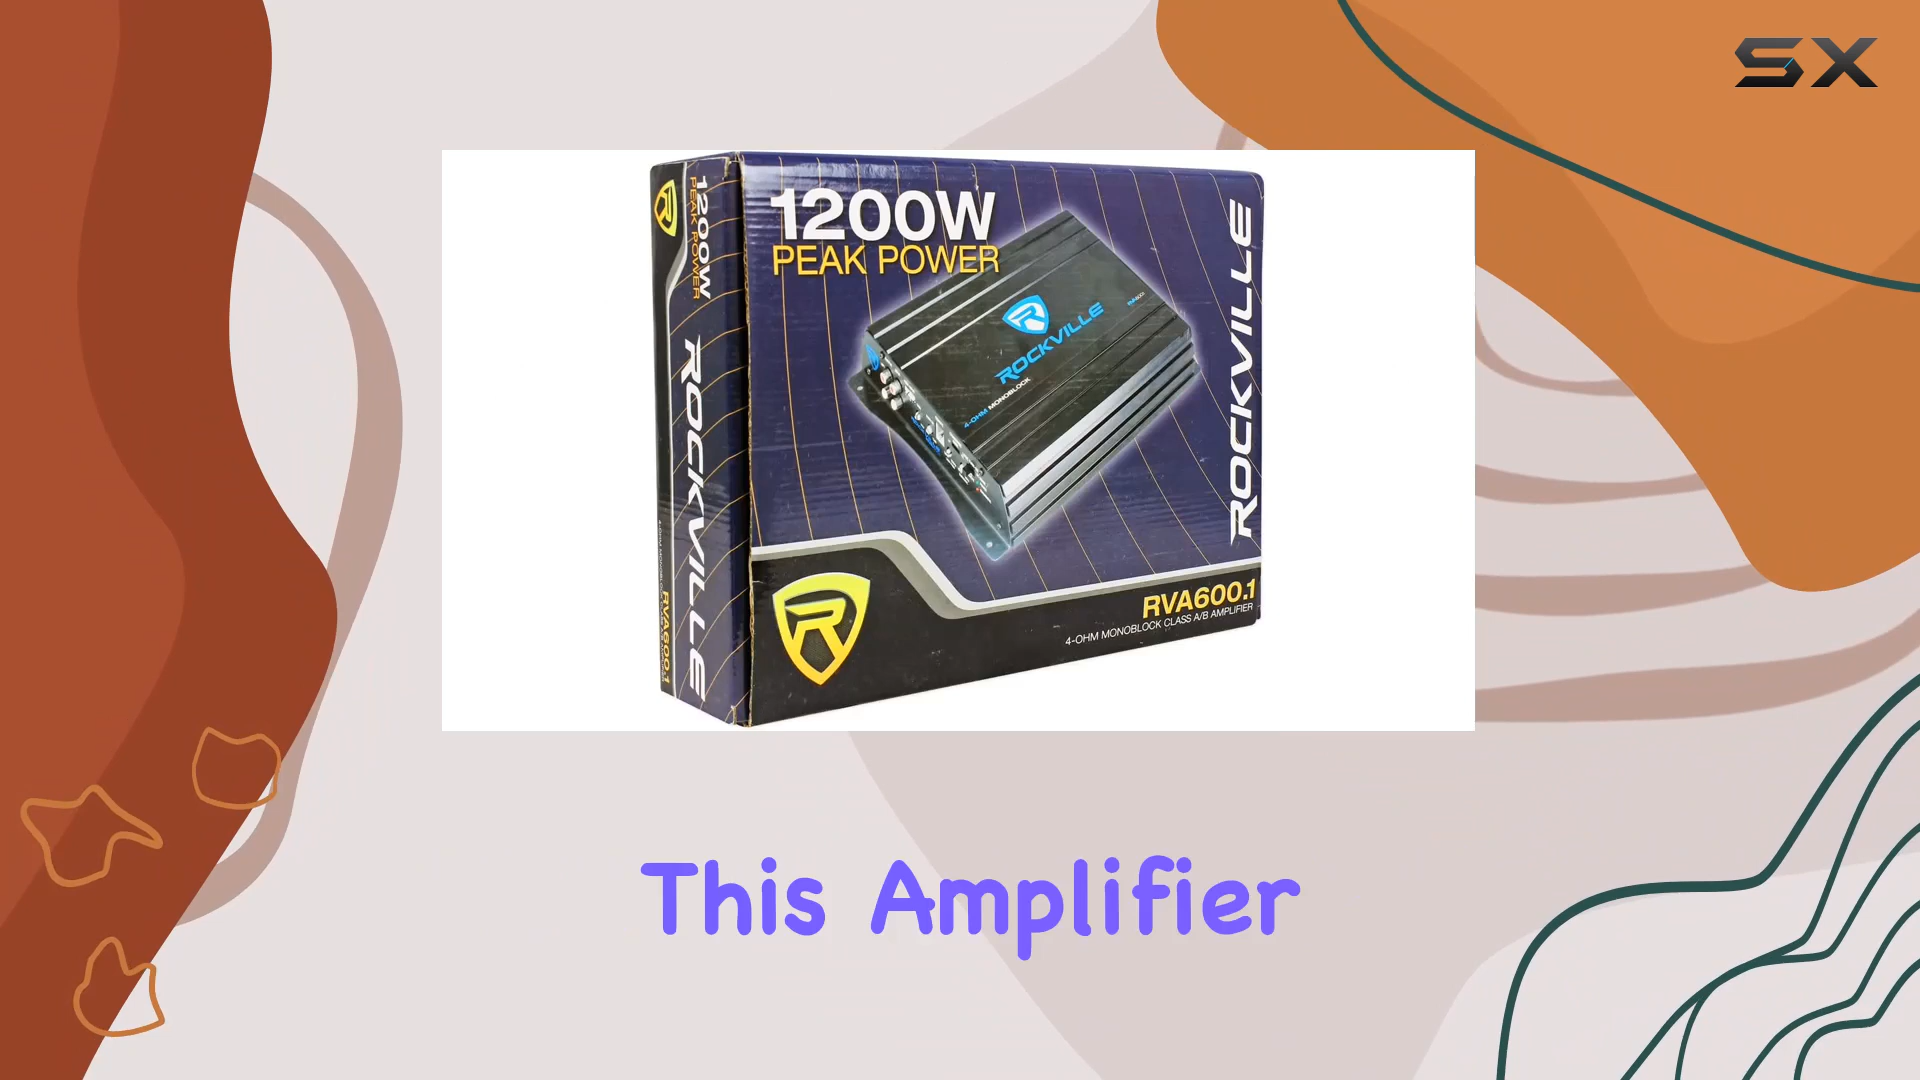 SX
1200W
PEAK POWER
ROCKVILLE
RVA600.1
1200W
PEAK POWER
ROCKVILLE
4-OHM MONOBLOCK
ROCKVILLE
RVA600.1
4-OHM MONOBLOCK CLASS A/B AMPLIFIER
This Amplifier